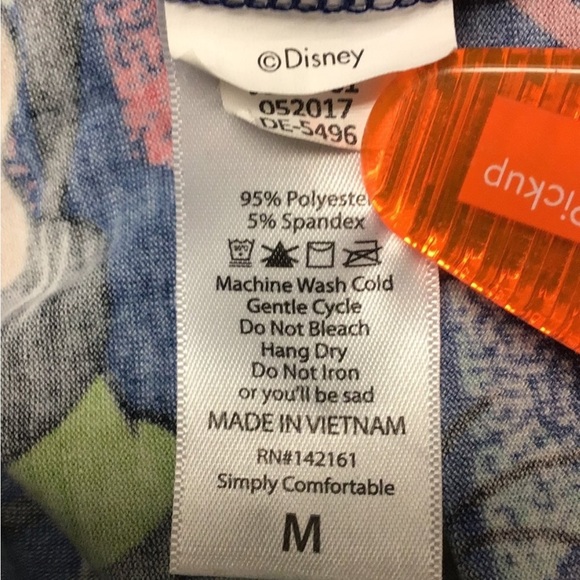 ©Disney
052017
DE-5496
95% Polyester
5% Spandex
Machine Wash Cold
Gentle Cycle
Do Not Bleach
Hang Dry
Do Not Iron
or you'll be sad
MADE IN VIETNAM
RN#142161
Simply Comfortable
M
Pickup